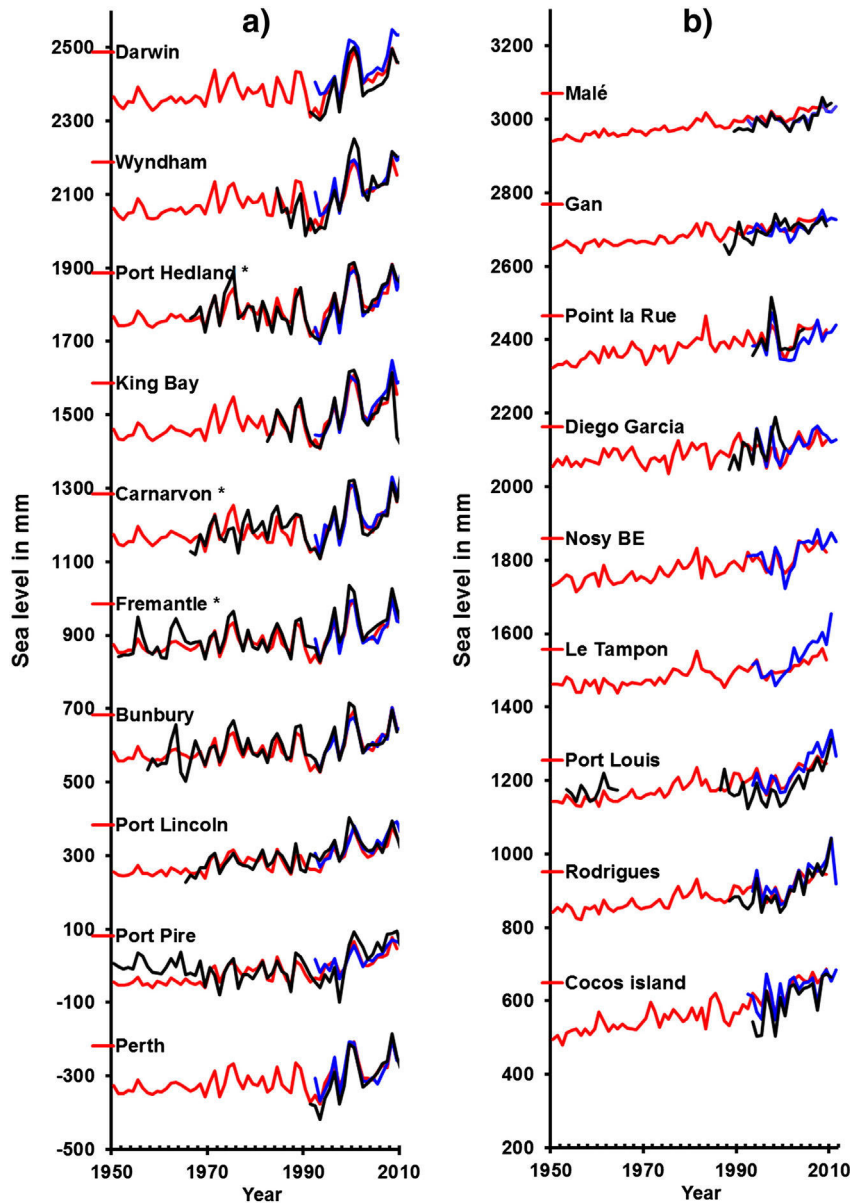 a)
2500
Darwin
2300
Wyndham
2100
1900
Port Hedland *
1700
King Bay
1500
1300
Carnarvon *
1100
Fremantle *
900
700
Bunbury
500
Port Lincoln
300
100
Port Pire
-100
Perth
-300
-500
1950
1970
1990
2010
Year
Sea level in mm
b)
3200
Malé
3000
2800
Gan
2600
Point la Rue
2400
2200
Diego Garcia
2000
Nosy BE
1800
1600
Le Tampon
1400
Port Louis
1200
1000
Rodrigues
800
Cocos island
600
400
200
1950
1970
1990
2010
Year
Sea level in mm